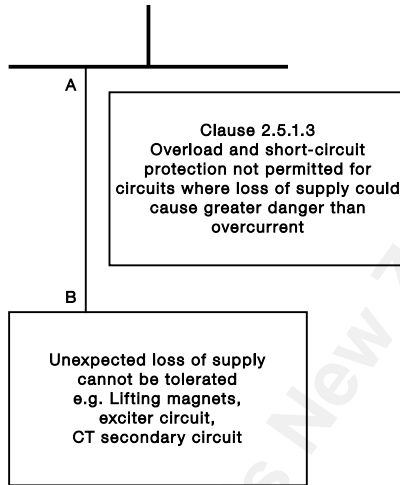 A
Clause 2.5.1.3
Overload and short-circuit
protection not permitted for
circuits where loss of supply could
cause greater danger than
overcurrent
B
Unexpected loss of supply
cannot be tolerated
e.g. Lifting magnets,
exciter circuit,
CT secondary circuit
s New